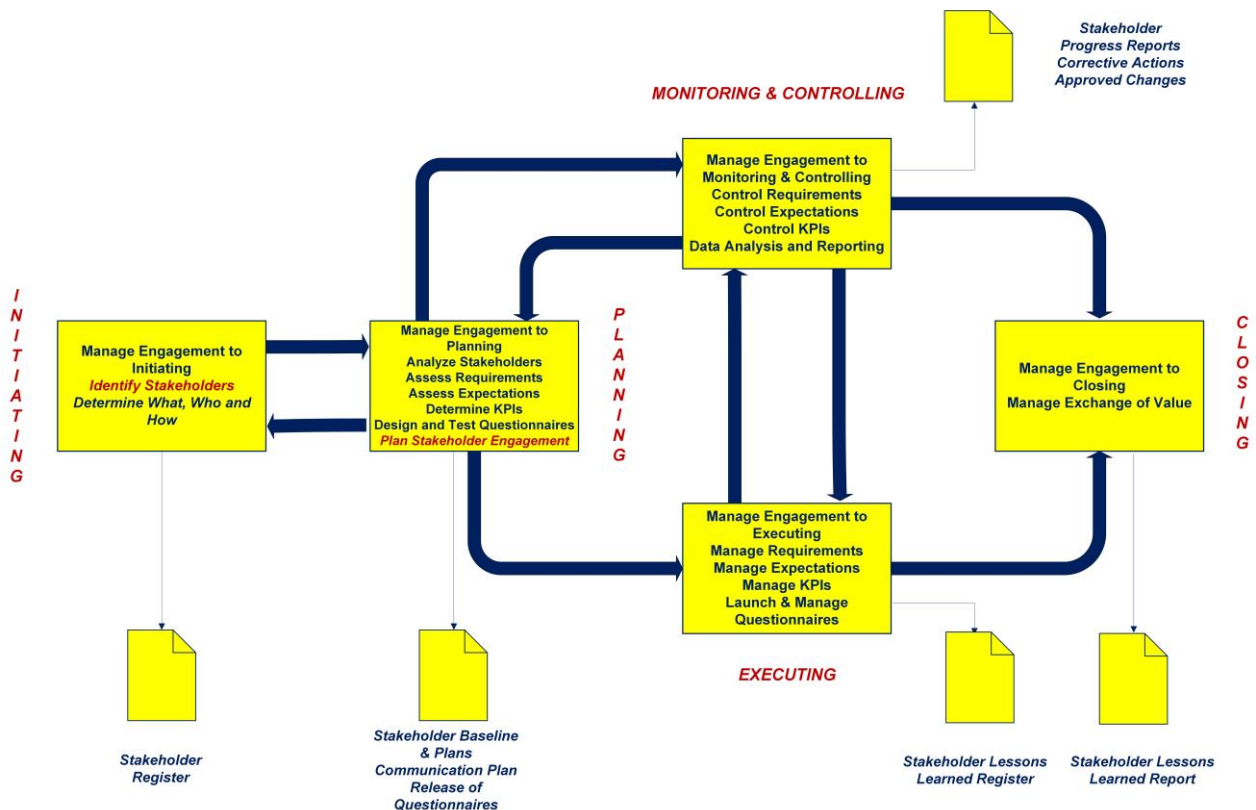 Stakeholder
Progress Reports
Corrective Actions
Approved Changes
MONITORING & CONTROLLING
Manage Engagement to
Monitoring & Controlling
Control Requirements
Control Expectations
Control KPIs
Data Analysis and Reporting
INITIATING
Manage Engagement to
Initiating
Identify Stakeholders
Determine What, Who and
How
Manage Engagement to
Planning
Analyze Stakeholders
Assess Requirements
Assess Expectations
Determine KPIs
Design and Test Questionnaires
Plan Stakeholder Engagement
PLANNING
Manage Engagement to
Closing
Manage Exchange of Value
CLOSING
Manage Engagement to
Executing
Manage Requirements
Manage Expectations
Manage KPIs
Launch & Manage
Questionnaires
EXECUTING
Stakeholder
Register
Stakeholder Baseline
& Plans
Communication Plan
Release of
Questionnaires
Stakeholder Lessons
Learned Register
Stakeholder Lessons
Learned Report